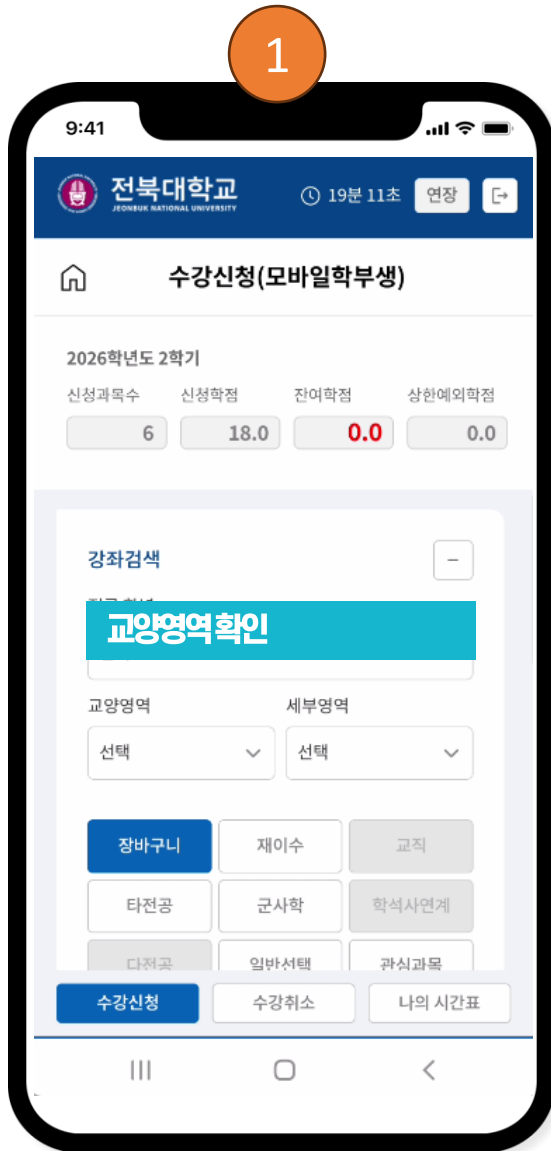 1
9:41
전북대학교
JEONBUK NATIONAL UNIVERSITY
19분 11초
연장
수강신청(모바일학부생)
2026학년도 2학기
신청과목수 신청학점 잔여학점 상한예외학점
6 18.0 0.0 0.0
강좌검색
교양영역 확인
교양영역 세부영역
선택 선택
장바구니 재이수 교직
타전공 군사학 학석사연계
다전공 일반선택 관심과목
수강신청 수강취소 나의 시간표